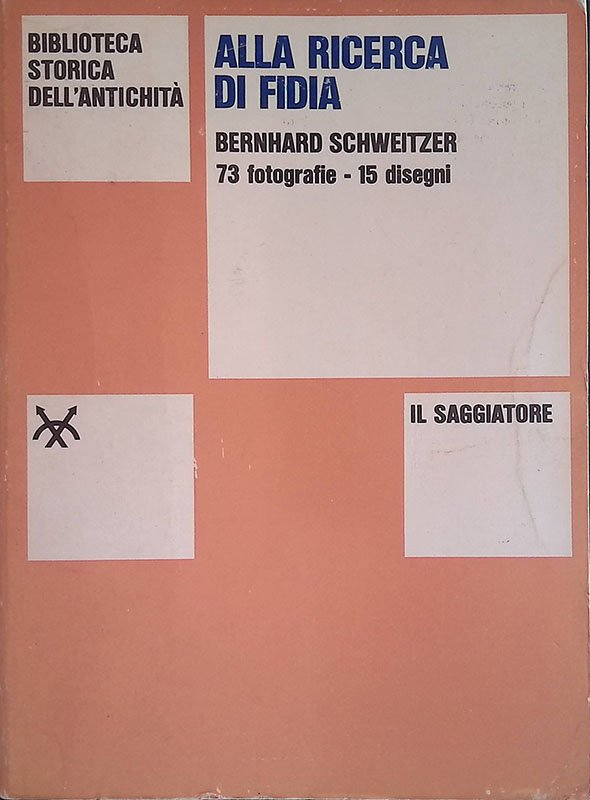 BIBLIOTECA
STORICA
DELL'ANTICHITÀ
ALLA RICERCA
DI FIDIA
BERNHARD SCHWEITZER
73 fotografie - 15 disegni
IL SAGGIATORE